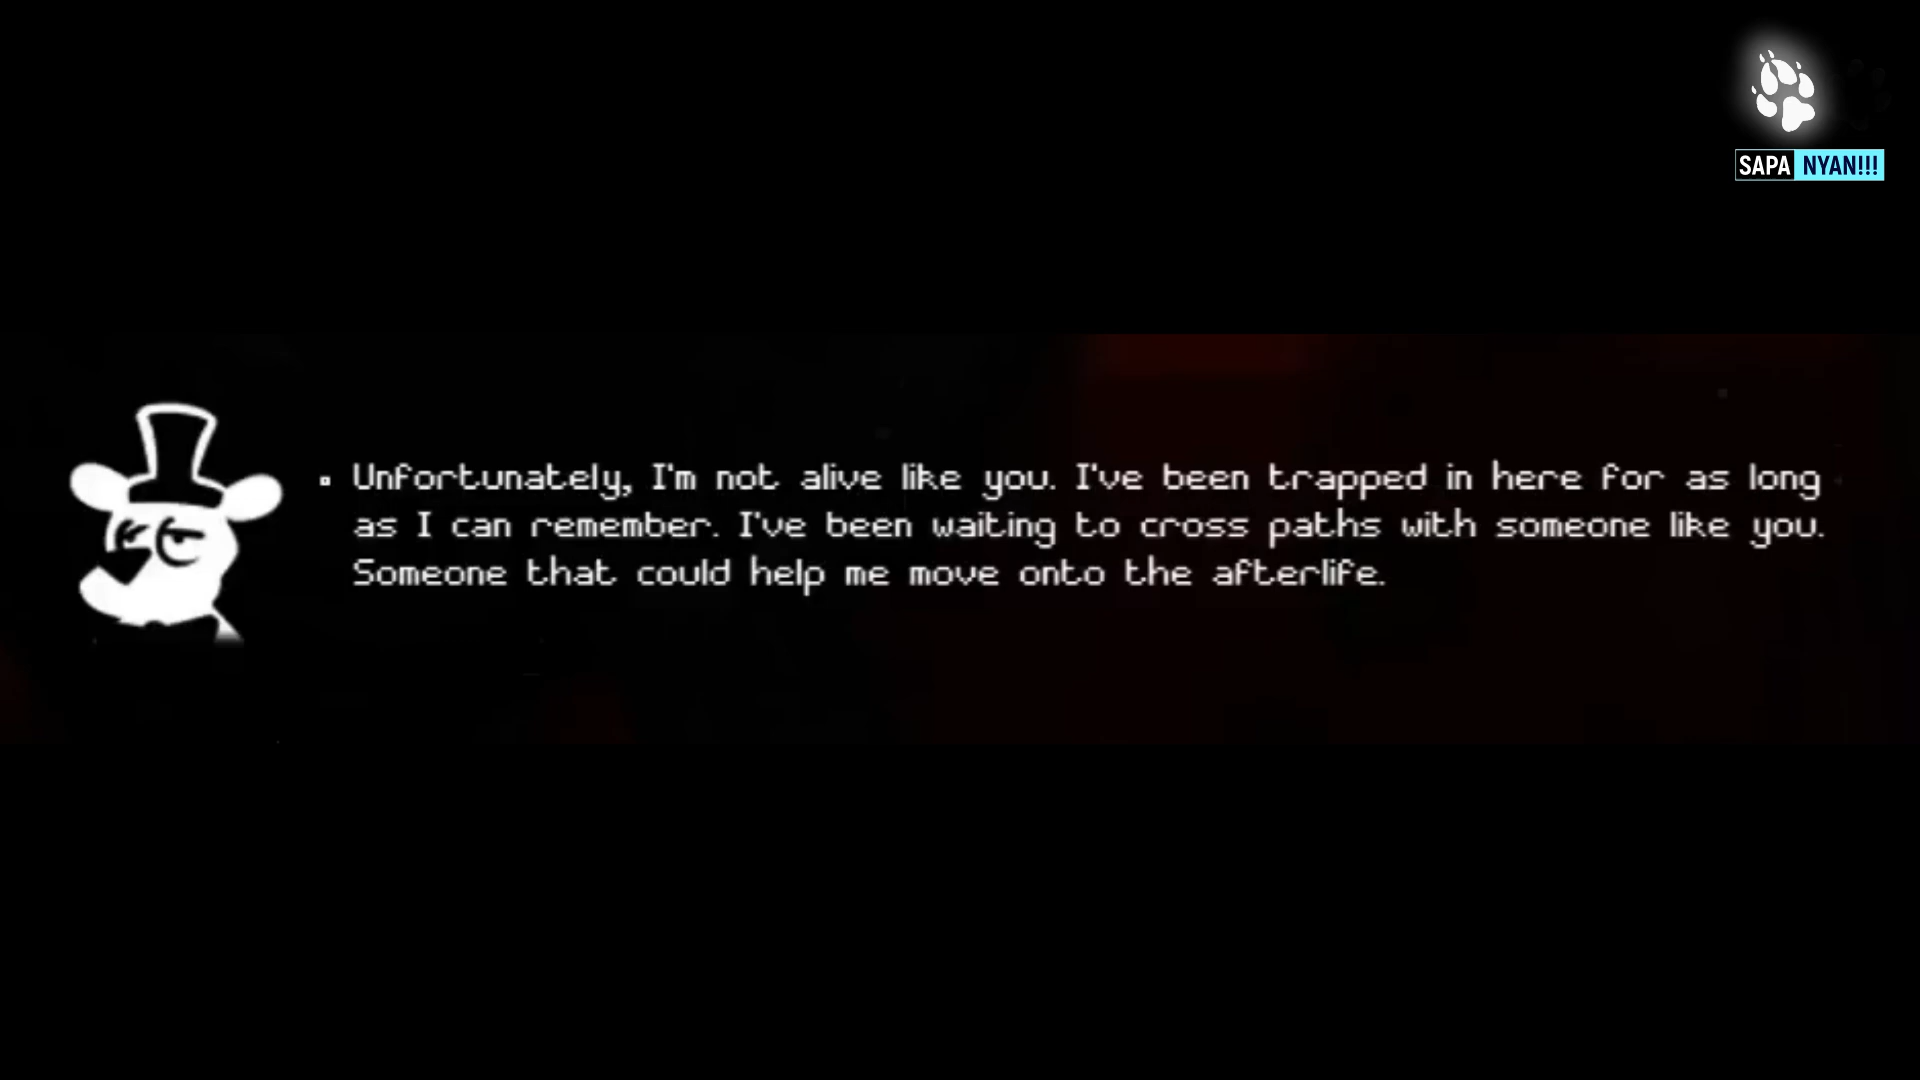 SAPA NYAN!!!
Unfortunately, I'm not alive like you. I've been trapped in here for as long
as I can remember. I've been waiting to cross paths with someone like you.
Someone that could help me move onto the afterlife.